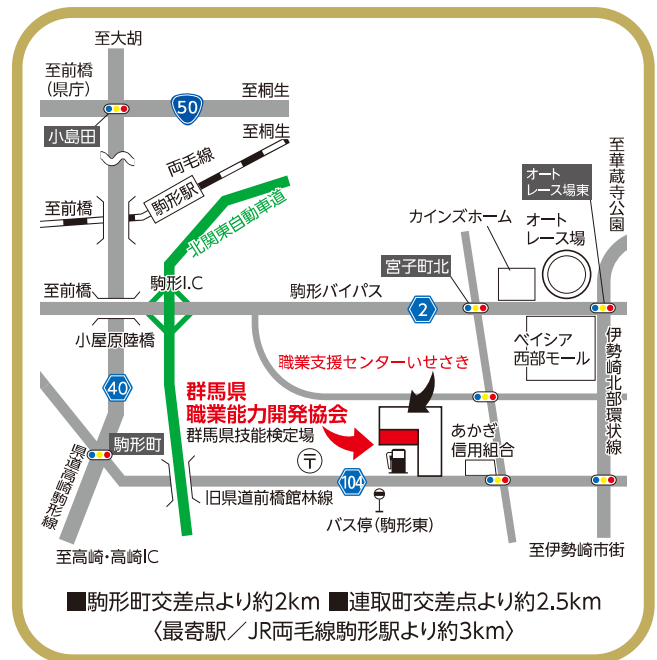 至大胡
至前橋
(県庁)
至桐生
50
小島田
至桐生
両毛線
駒形駅
至前橋
北関東自動車道
至華蔵寺公園
オート
レース場東
カインズホーム
オート
レース場
宮子町北
駒形I.C
至前橋
駒形バイパス
2
小屋原陸橋
ベイシア
西部モール
伊勢崎北部環状線
職業支援センターいせさき
40
群馬県
職業能力開発協会
群馬県技能検定場
駒形町
〒
あかぎ
信用組合
県道高崎駒形線
104
旧県道前橋館林線
バス停(駒形東)
至高崎・高崎IC
至伊勢崎市街
■駒形町交差点より約2km ■連取町交差点より約2.5km
〈最寄駅/JR両毛線駒形駅より約3km〉